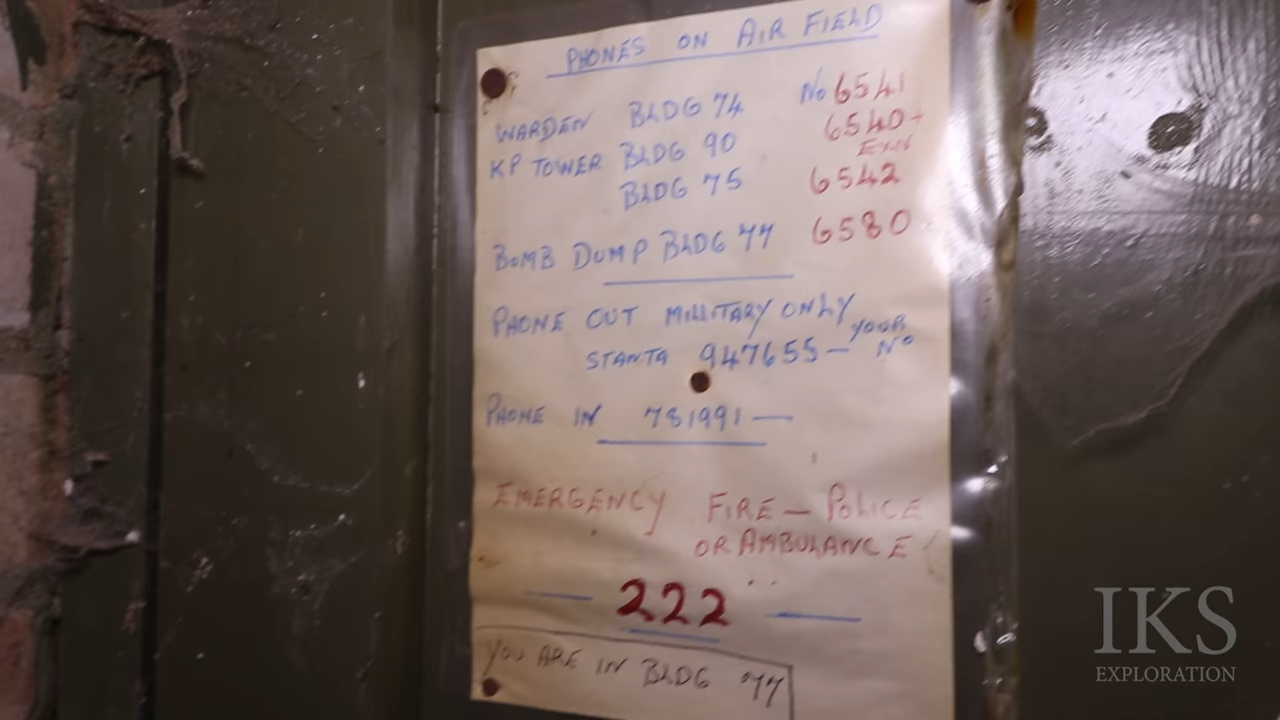 PHONES ON AIR FIELD
WARDEN BLDG 74 No 6541
KP TOWER BLDG 90 6540+
EXN
BLDG 75 6542
BOMB DUMP BLDG 77 6580
PHONE OUT MILLITARY ONLY
STANTA 947655— YOUR No
PHONE IN 781991 —
EMERGENCY FIRE — POLICE
OR AMBULANCE
— 222 —
YOU ARE IN BLDG 77
IKS
EXPLORATION